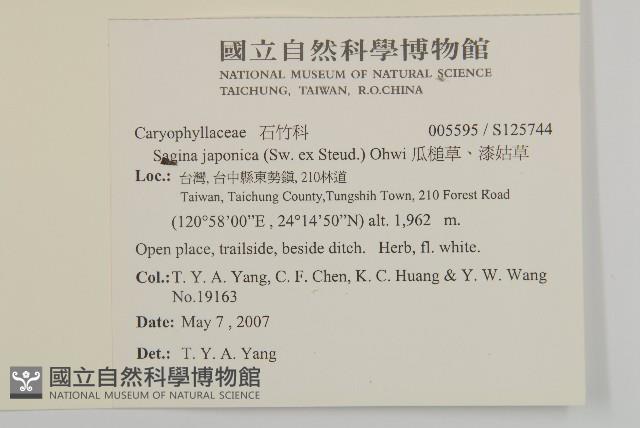 國立自然科學博物館
NATIONAL MUSEUM OF NATURAL SCIENCE
TAICHUNG, TAIWAN, R.O.CHINA
Caryophyllaceae 石竹科 005595 / S125744
Sagina japonica (Sw. ex Steud.) Ohwi 瓜槌草、漆姑草
Loc.: 台灣, 台中縣東勢鎮, 210林道
Taiwan, Taichung County,Tungshih Town, 210 Forest Road
(120°58'00”E , 24°14'50”N) alt. 1,962 m.
Open place, trailside, beside ditch. Herb, fl. white.
Col.:T. Y. A. Yang, C. F. Chen, K. C. Huang & Y. W. Wang
No.19163
Date: May 7 , 2007
Det.: T. Y. A. Yang
國立自然科學博物館
NATIONAL MUSEUM OF NATURAL SCIENCE